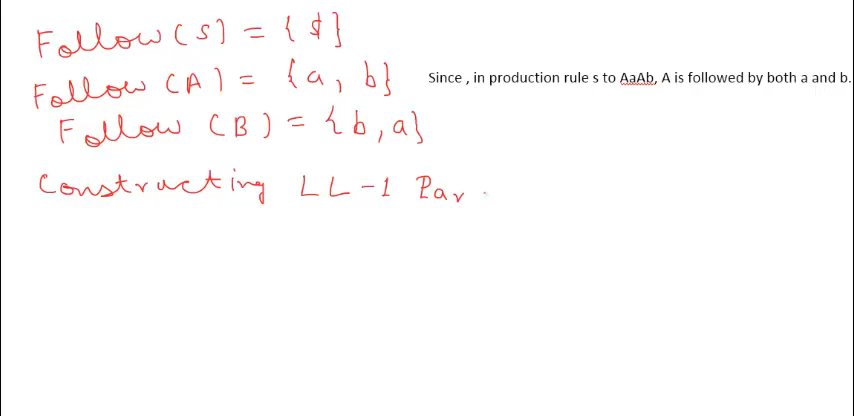 Follow(S) = {$}
Follow (A) = {a, b}
Since , in production rule s to AaAb, A is followed by both a and b.
Follow (B) = {b, a}
Constructing LL-1 Par